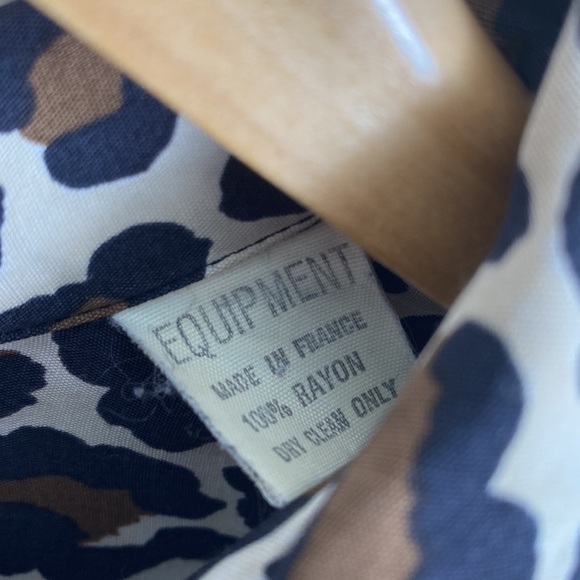 EQUIPMENT
MADE IN FRANCE
100% RAYON
DRY CLEAN ONLY